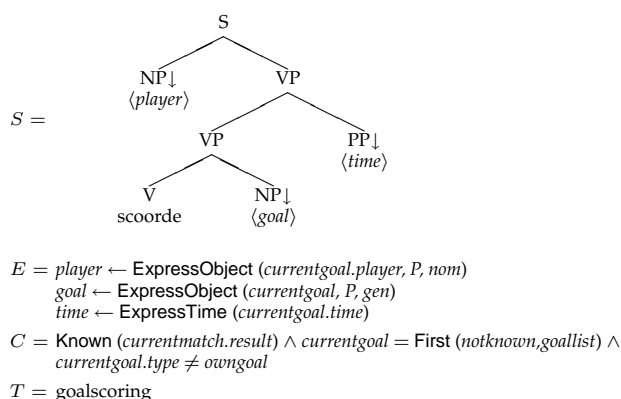 S
NP↓ VP
⟨player⟩
S =
VP PP↓
⟨time⟩
V NP↓
scoorde ⟨goal⟩
E = player ← ExpressObject (currentgoal.player, P, nom)
goal ← ExpressObject (currentgoal, P, gen)
time ← ExpressTime (currentgoal.time)
C = Known (currentmatch.result) ∧ currentgoal = First (notknown,goallist) ∧
currentgoal.type ≠ owngoal
T = goalscoring